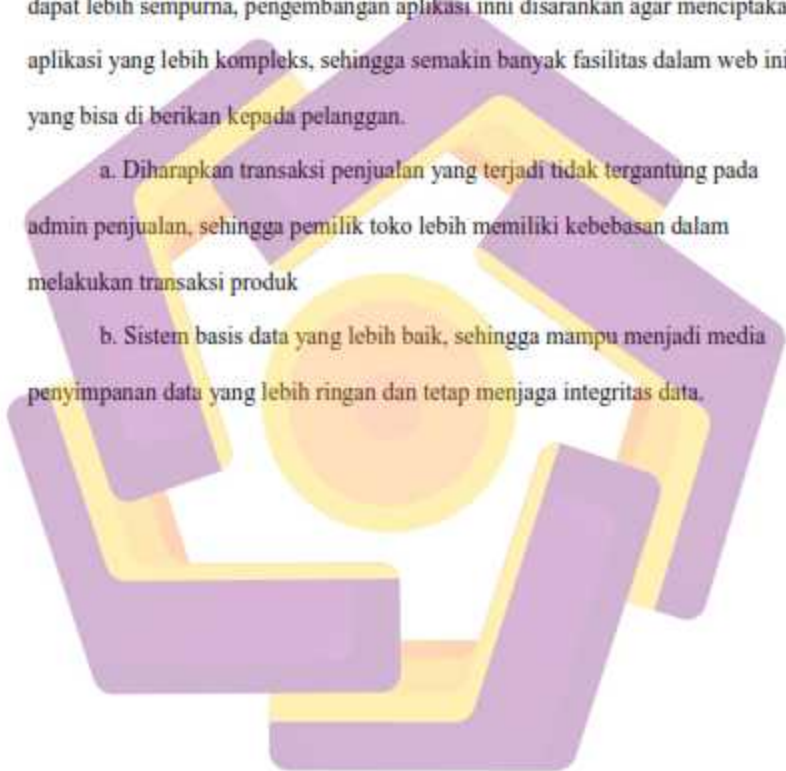 dapat lebih sempurna, pengembangan aplikasi inni disarankan agar menciptaka
aplikasi yang lebih kompleks, sehingga semakin banyak fasilitas dalam web ini
yang bisa di berikan kepada pelanggan.
a. Diharapkan transaksi penjualan yang terjadi tidak tergantung pada
admin penjualan, sehingga pemilik toko lebih memiliki kebebasan dalam
melakukan transaksi produk
b. Sistem basis data yang lebih baik, sehingga mampu menjadi media
penyimpanan data yang lebih ringan dan tetap menjaga integritas data.